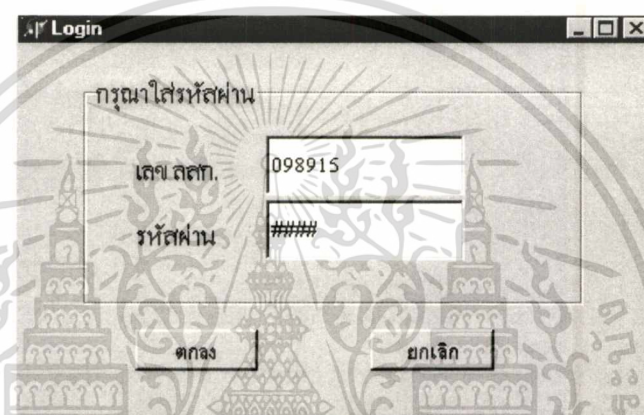 Login
กรุณาใส่รหัสผ่าน
เลข ลสก. 098915
รหัสผ่าน ####
ตกลง ยกเลิก